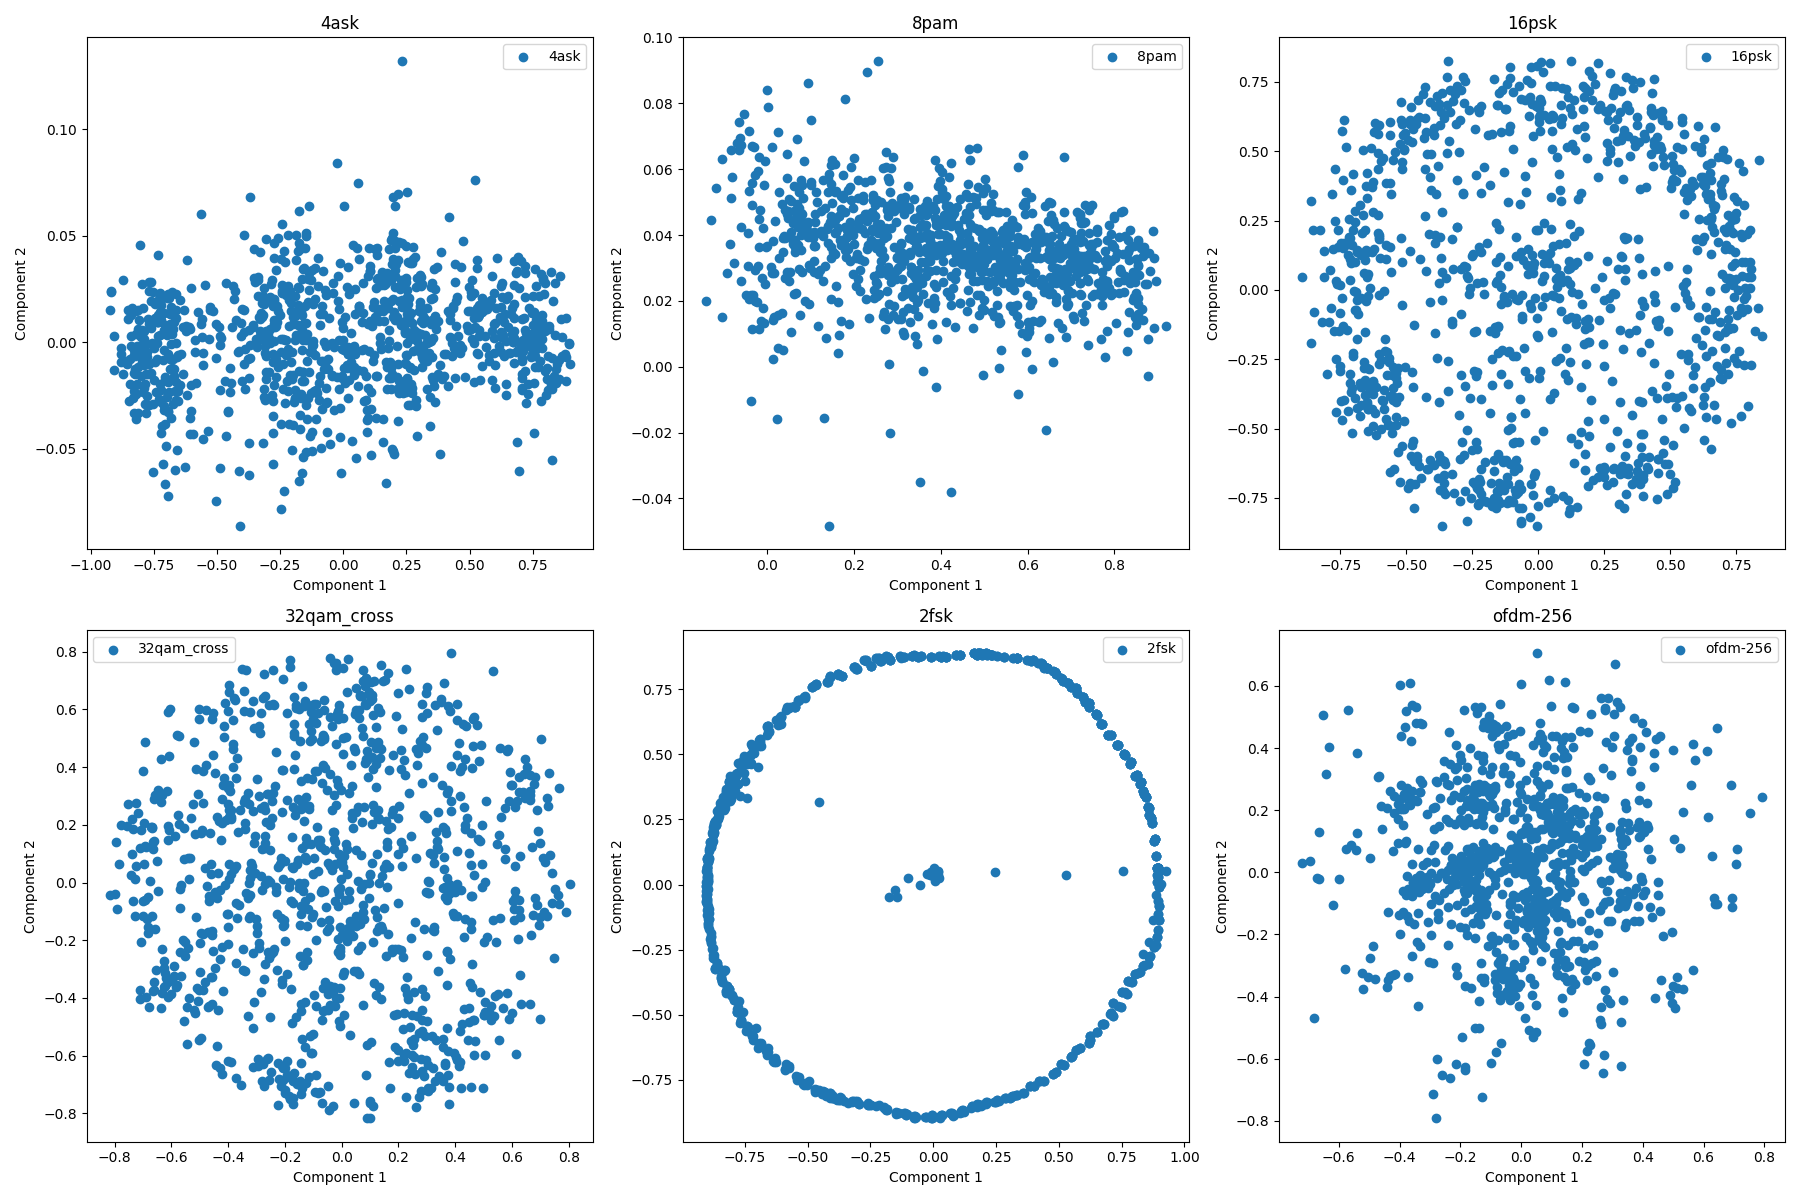 4ask
4ask
0.10
0.05
0.00
−0.05
Component 2
−1.00 −0.75 −0.50 −0.25 0.00 0.25 0.50 0.75
Component 1
8pam
8pam
0.10
0.08
0.06
0.04
0.02
0.00
−0.02
−0.04
Component 2
0.0 0.2 0.4 0.6 0.8
Component 1
16psk
16psk
0.75
0.50
0.25
0.00
−0.25
−0.50
−0.75
Component 2
−0.75 −0.50 −0.25 0.00 0.25 0.50 0.75
Component 1
32qam_cross
32qam_cross
0.8
0.6
0.4
0.2
0.0
−0.2
−0.4
−0.6
−0.8
Component 2
−0.8 −0.6 −0.4 −0.2 0.0 0.2 0.4 0.6 0.8
Component 1
2fsk
2fsk
0.75
0.50
0.25
0.00
−0.25
−0.50
−0.75
Component 2
−0.75 −0.50 −0.25 0.00 0.25 0.50 0.75 1.00
Component 1
ofdm-256
ofdm-256
0.6
0.4
0.2
0.0
−0.2
−0.4
−0.6
−0.8
Component 2
−0.6 −0.4 −0.2 0.0 0.2 0.4 0.6 0.8
Component 1